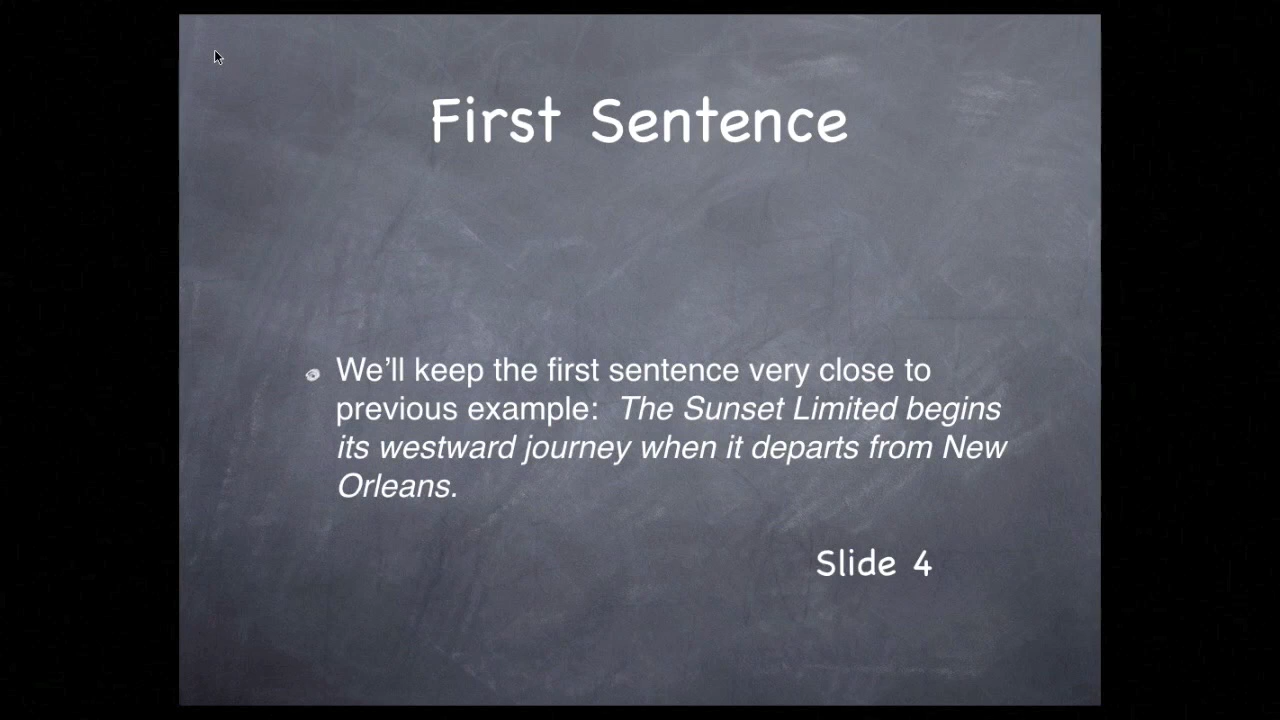 First Sentence
We’ll keep the first sentence very close to
previous example:  The Sunset Limited begins
its westward journey when it departs from New
Orleans.
Slide 4